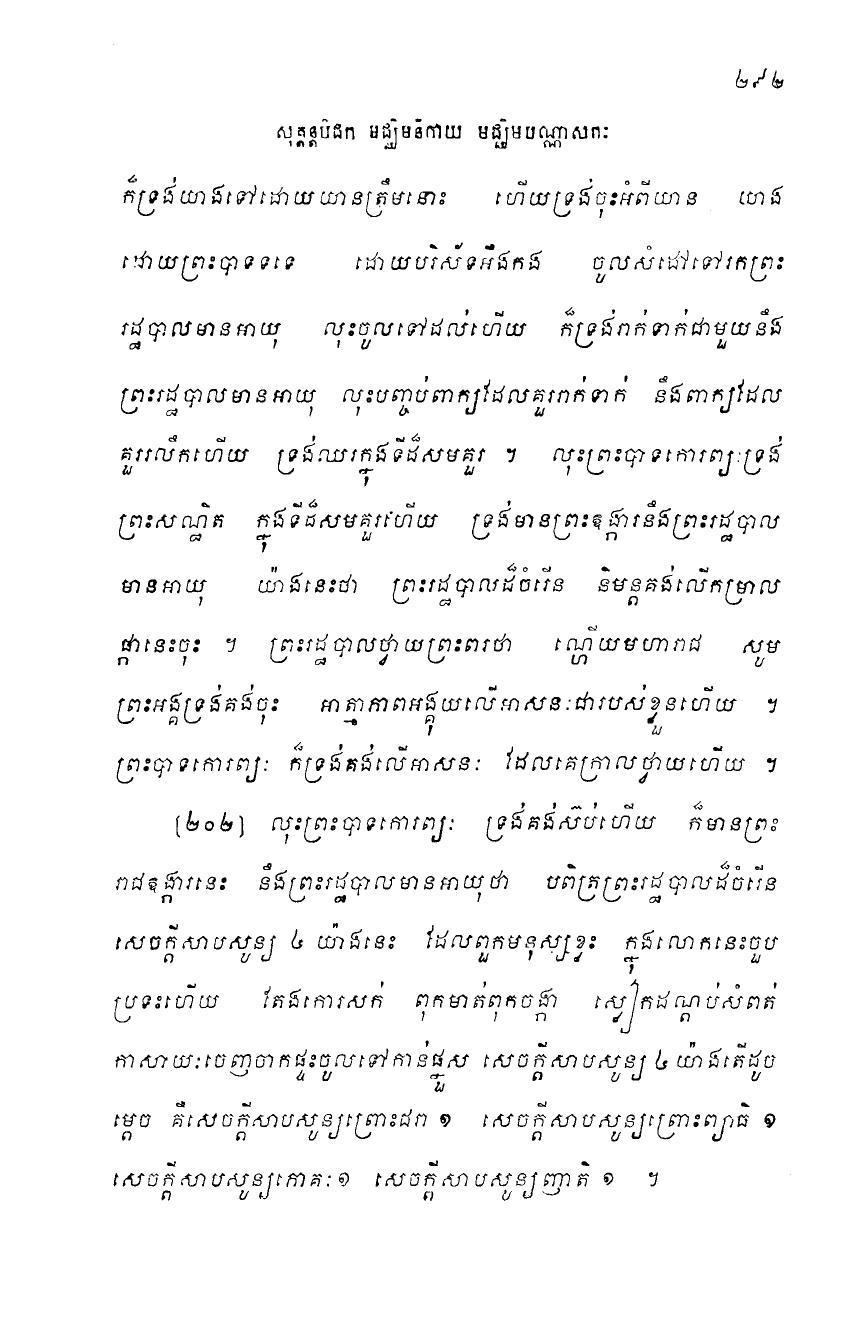 ២៩២
សុត្តន្តបិដក មជ្ឈិមនិកាយ មជ្ឈិមបណ្ណាសកៈ
ក៏ទ្រង់យាងទៅដោយយានត្រឹមនោះ ហើយទ្រង់ចុះអំពីយាន យាង
ដោយព្រះបាទទទេ ដោយបរិស័ទអឹងកង ចូលសំដៅទៅរកព្រះ
រដ្ឋបាលមានអាយុ លុះចូលទៅដល់ហើយ ក៏ទ្រង់រាក់ទាក់ជាមួយនឹង
ព្រះរដ្ឋបាលមានអាយុ លុះបញ្ចប់ពាក្យដែលគួររាក់ទាក់ នឹងពាក្យដែល
គួររលឹកហើយ ទ្រង់ឈរក្នុងទីដ៏សមគួរ ។ លុះព្រះបាទកោរព្យៈទ្រង់
ព្រះសណ្ឋិត ក្នុងទីដ៏សមគួរហើយ ទ្រង់មានព្រះឱង្ការនឹងព្រះរដ្ឋបាល
មានអាយុ យ៉ាងនេះថា ព្រះរដ្ឋបាលដ៏ចំរើន និមន្តគង់លើកម្រាល
ផ្តានេះចុះ ។ ព្រះរដ្ឋបាលថ្វាយព្រះពរថា ណ្ហើយមហារាជ សូម
ព្រះអង្គទ្រង់គង់ចុះ អាត្មាភាពអង្គុយលើអាសនៈជារបស់ខ្លួនហើយ ។
ព្រះបាទកោរព្យៈ ក៏ទ្រង់គង់លើអាសនៈ ដែលគេក្រាលថ្វាយហើយ ។
[២០២] លុះព្រះបាទកោរព្យៈ ទ្រង់គង់ស៊ប់ហើយ ក៏មានព្រះ
រាជឱង្ការនេះ នឹងព្រះរដ្ឋបាលមានអាយុថា បពិត្រព្រះរដ្ឋបាលដ៏ចំរើន
សេចក្តីសាបសូន្យ ៤ យ៉ាងនេះ ដែលពួកមនុស្សខ្លះ ក្នុងលោកនេះចួប
ប្រទះហើយ តែងកោរសក់ ពុកមាត់ពុកចង្កា ស្លៀកដណ្តប់សំពត់
កាសាយៈចេញចាកផ្ទះចូលទៅកាន់ផ្នួស សេចក្តីសាបសូន្យ ៤ យ៉ាងតើដូច
ម្តេច គឺសេចក្តីសាបសូន្យព្រោះជរា ១ សេចក្តីសាបសូន្យព្រោះព្យាធិ ១
សេចក្តីសាបសូន្យភោគៈ ១ សេចក្តីសាបសូន្យញាតិ ១ ។